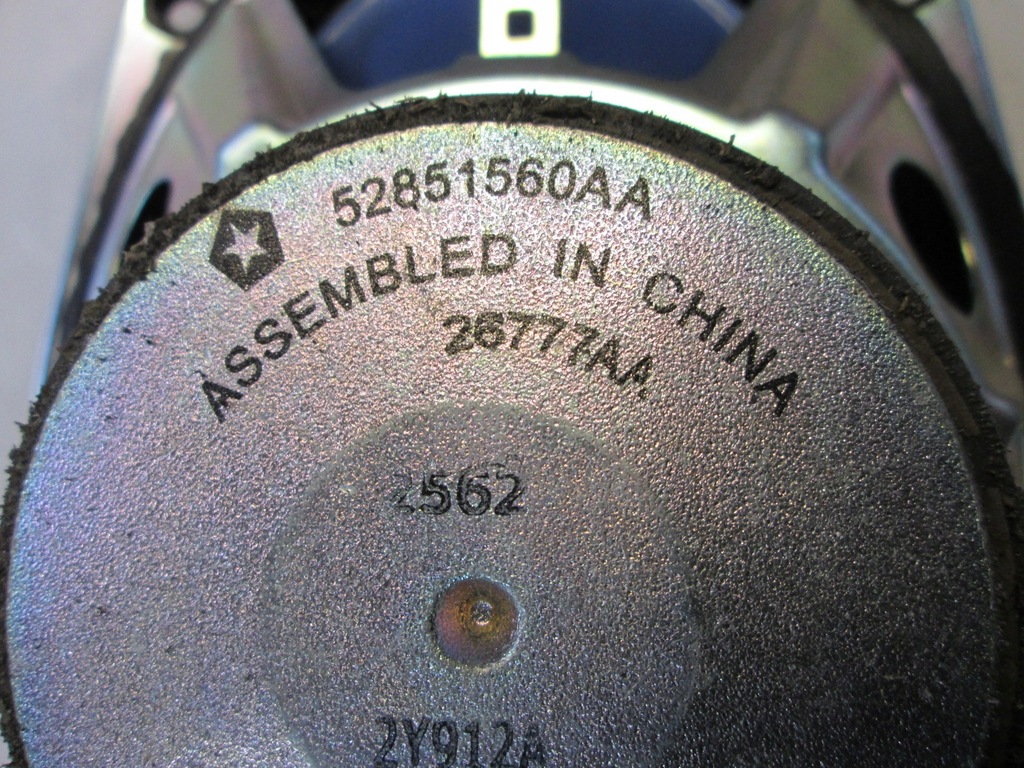 52851560AA
ASSEMBLED IN CHINA
26777AA
2562
2Y912A